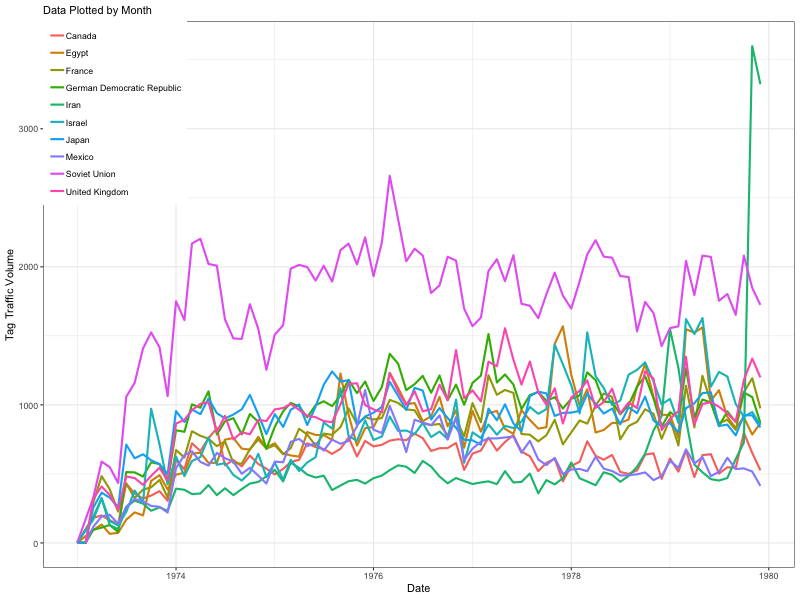 Data Plotted by Month
Canada
Egypt
France
German Democratic Republic
Iran
Israel
Japan
Mexico
Soviet Union
United Kingdom
3000
2000
1000
0
Tag Traffic Volume
1974
1976
1978
1980
Date